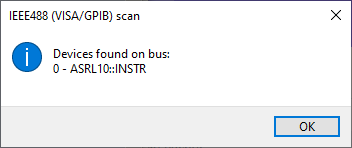 IEEE488 (VISA/GPIB) scan
Devices found on bus:
0 - ASRL10::INSTR
OK